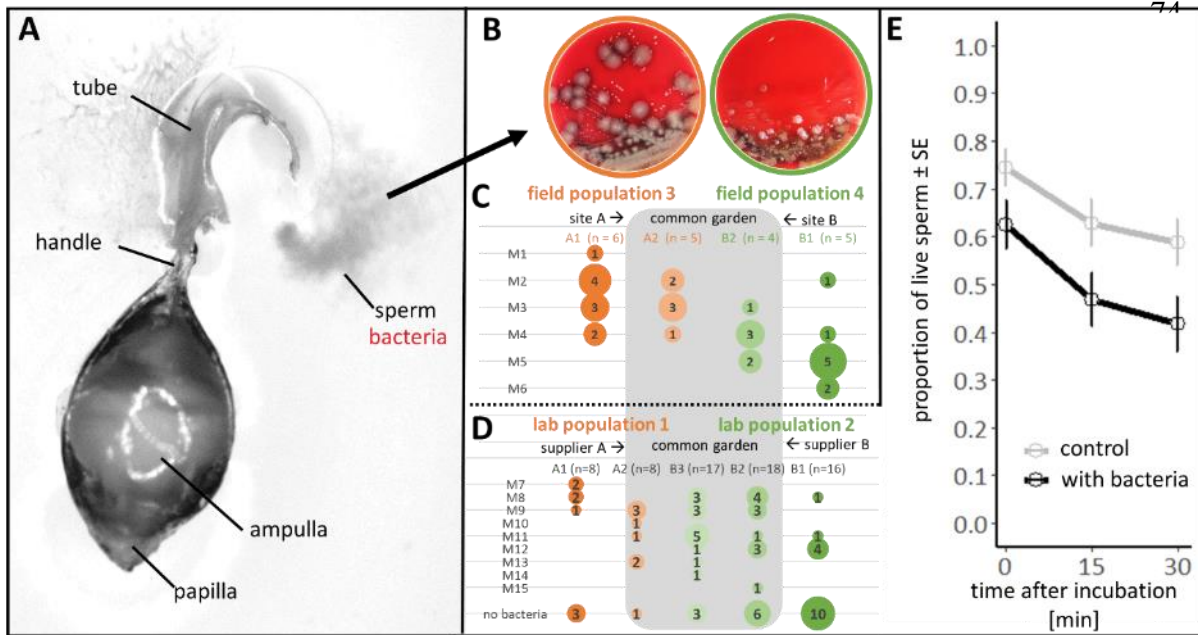 A
tube
handle
sperm
bacteria
ampulla
papilla
B
field population 3 field population 4
C
site A → common garden ← site B
A1 (n = 6) A2 (n = 5) B2 (n = 4) B1 (n = 5)
M1 1
M2 4 2 1
M3 3 3 1
M4 2 1 3 1
M5 2 5
M6 2
lab population 1 lab population 2
D
supplier A → common garden ← supplier B
A1 (n=8) A2 (n=8) B3 (n=17) B2 (n=18) B1 (n=16)
M7 2
M8 2 3 4 1
M9 1 3 3 3
M10 1
M11 1 5 1 1
M12 1 3 4
M13 2 1
M14 1
M15 1
no bacteria 3 1 3 6 10
E
proportion of live sperm ± SE
1.0
0.9
0.8
0.7
0.6
0.5
0.4
0.3
0.2
0.1
0.0
control
with bacteria
0 15 30
time after incubation
[min]